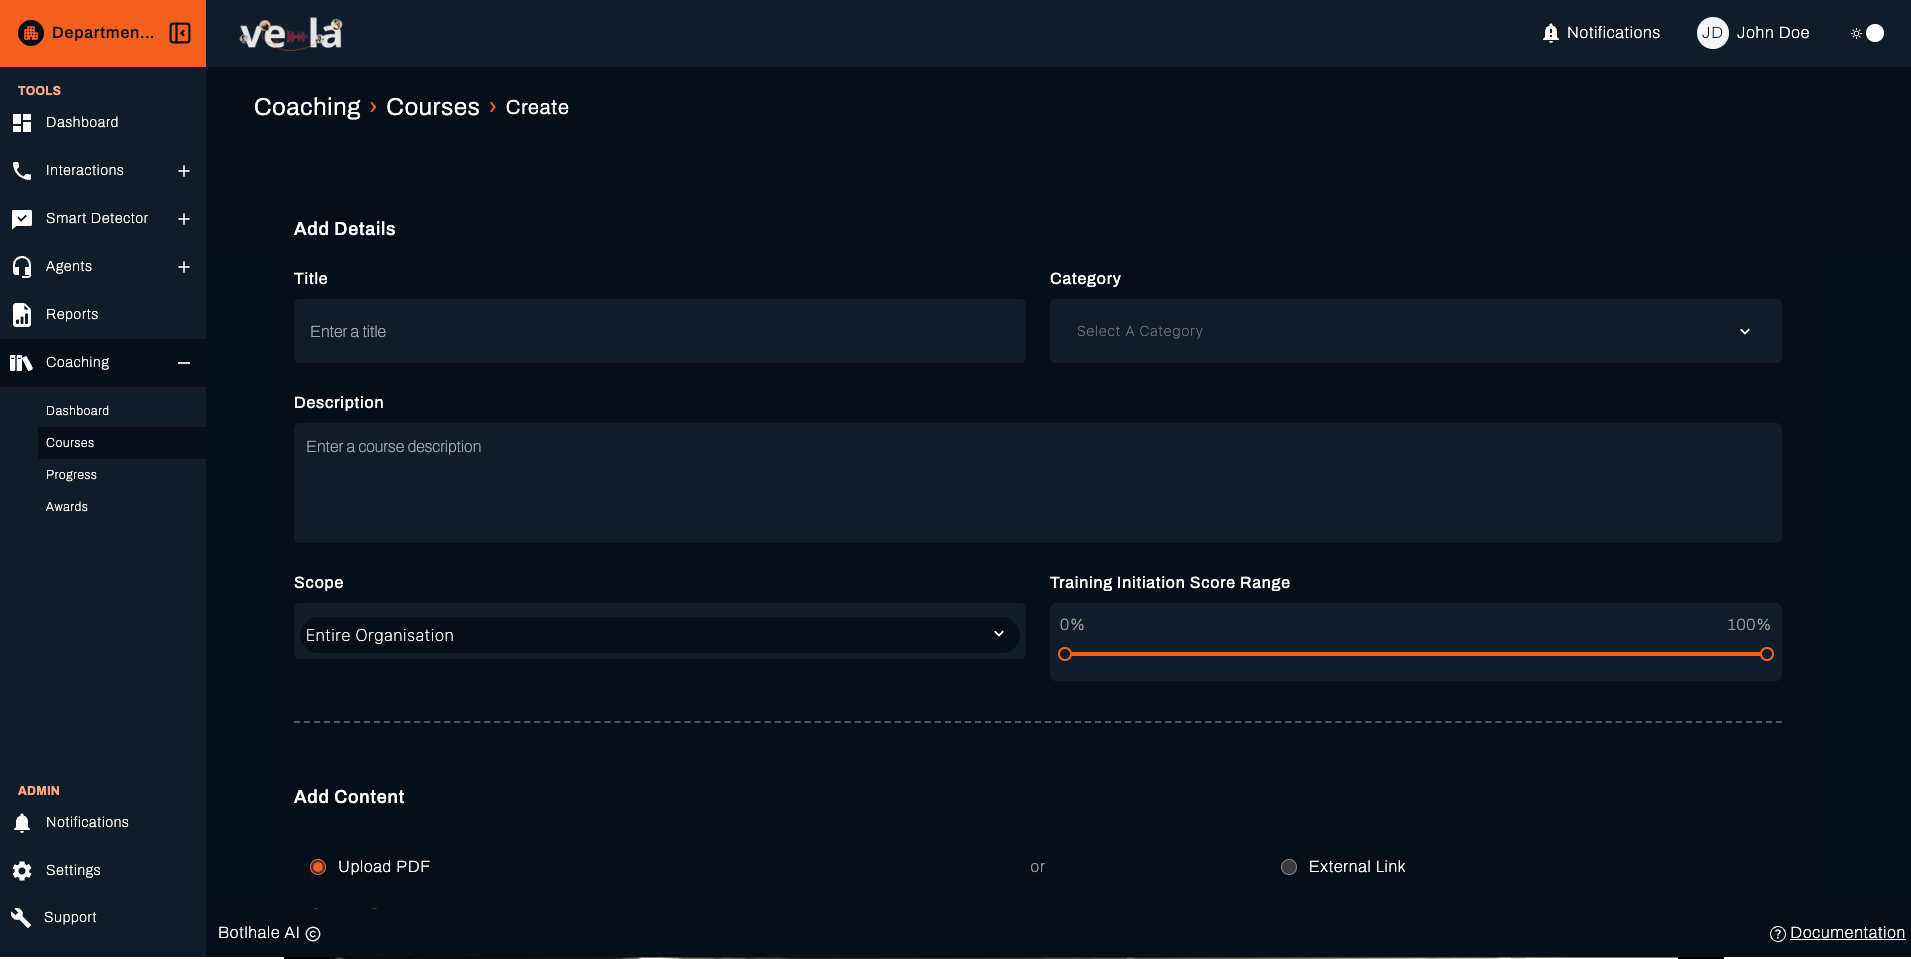 Departmen...
vela
Notifications
JD
John Doe
TOOLS
Dashboard
Interactions
Smart Detector
Agents
Reports
Coaching
Dashboard
Courses
Progress
Awards
ADMIN
Notifications
Settings
Support
Coaching › Courses › Create
Add Details
Title
Category
Enter a title
Select A Category
Description
Enter a course description
Scope
Training Initiation Score Range
Entire Organisation
0%
100%
Add Content
Upload PDF
or
External Link
Botlhale AI ©
Documentation